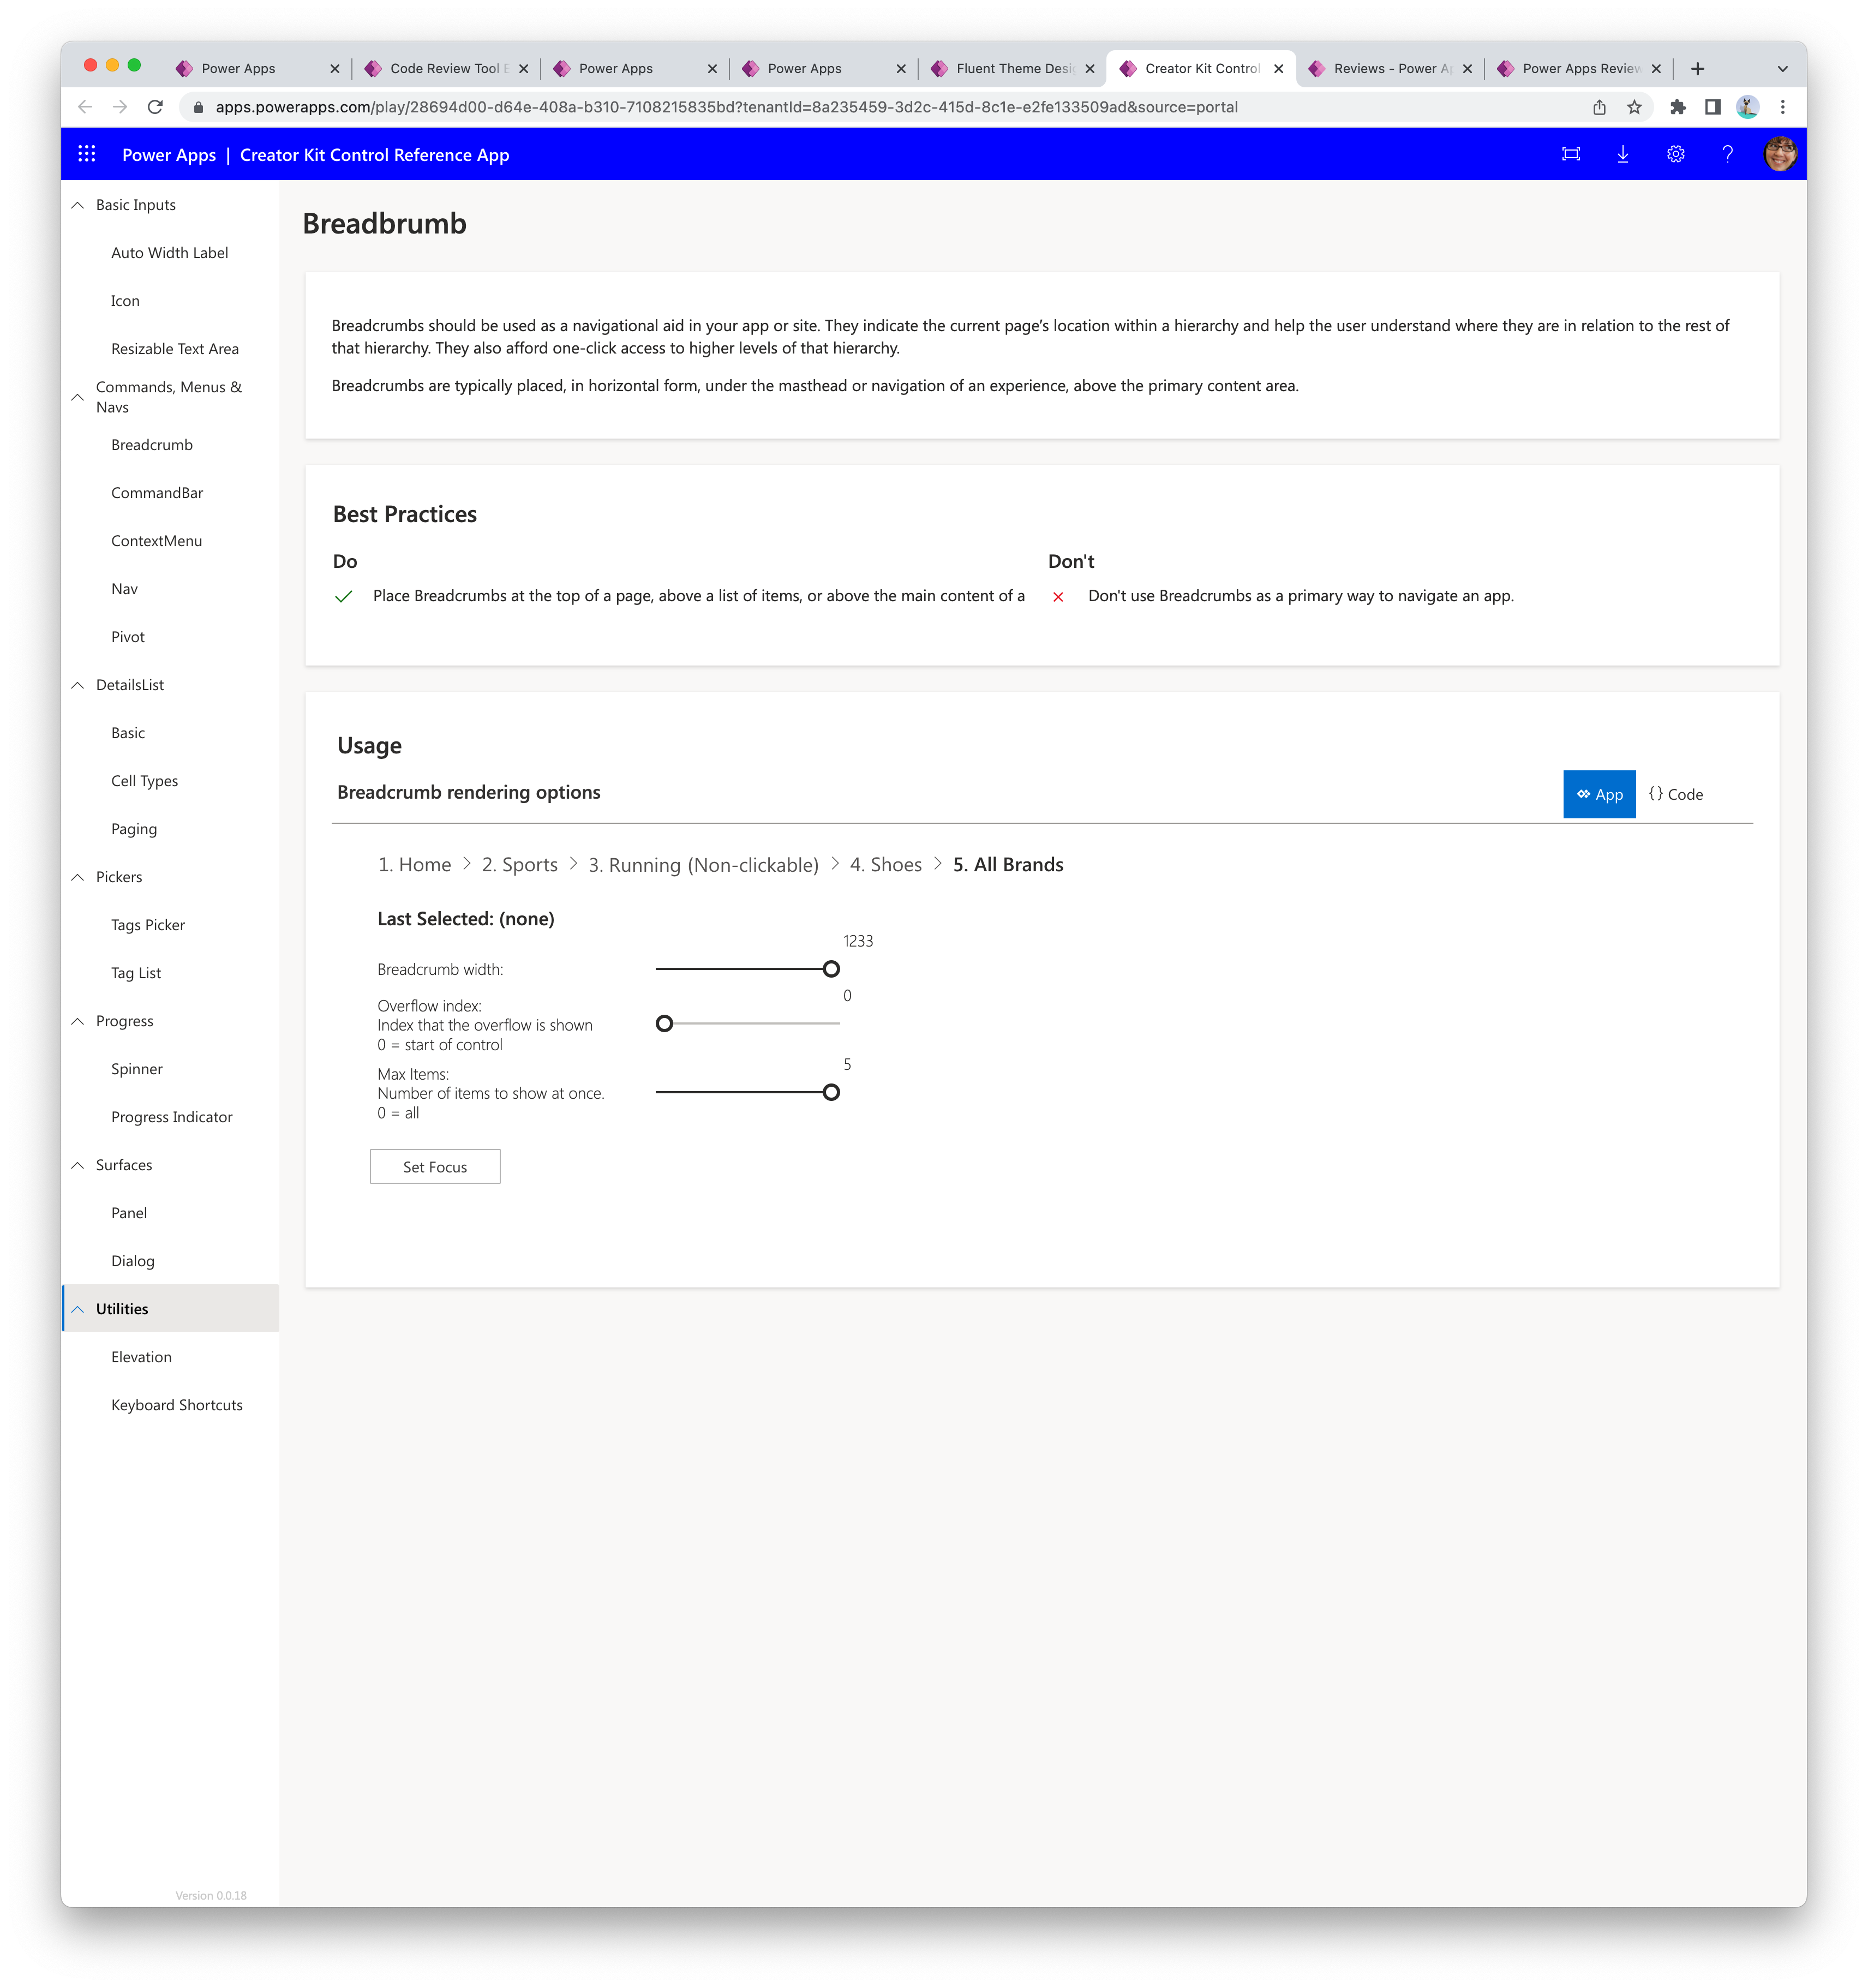 Power Apps
Code Review Tool E
Power Apps
Power Apps
Fluent Theme Desi
Creator Kit Control
Reviews - Power Ap
Power Apps Review
apps.powerapps.com/play/28694d00-d64e-408a-b310-7108215835bd?tenantId=8a235459-3d2c-415d-8c1e-e2fe133509ad&source=portal
Power Apps | Creator Kit Control Reference App
Basic Inputs
Auto Width Label
Icon
Resizable Text Area
Commands, Menus &
Navs
Breadcrumb
CommandBar
ContextMenu
Nav
Pivot
DetailsList
Basic
Cell Types
Paging
Pickers
Tags Picker
Tag List
Progress
Spinner
Progress Indicator
Surfaces
Panel
Dialog
Utilities
Elevation
Keyboard Shortcuts
Version 0.0.18
Breadbrumb
Breadcrumbs should be used as a navigational aid in your app or site. They indicate the current page’s location within a hierarchy and help the user understand where they are in relation to the rest of
that hierarchy. They also afford one-click access to higher levels of that hierarchy.
Breadcrumbs are typically placed, in horizontal form, under the masthead or navigation of an experience, above the primary content area.
Best Practices
Do
Place Breadcrumbs at the top of a page, above a list of items, or above the main content of a
Don't
Don't use Breadcrumbs as a primary way to navigate an app.
Usage
Breadcrumb rendering options
App
{} Code
1. Home > 2. Sports > 3. Running (Non-clickable) > 4. Shoes > 5. All Brands
Last Selected: (none)
1233
Breadcrumb width:
0
Overflow index:
Index that the overflow is shown
0 = start of control
5
Max Items:
Number of items to show at once.
0 = all
Set Focus